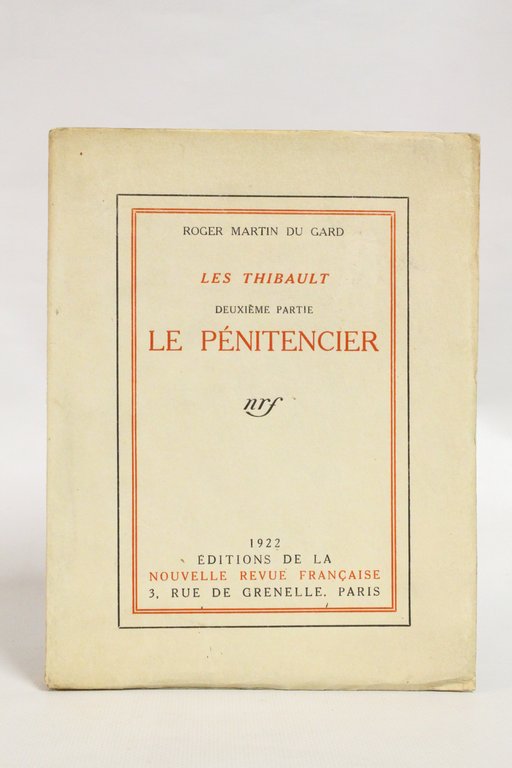 ROGER MARTIN DU GARD
LES THIBAULT
DEUXIÈME PARTIE
LE PÉNITENCIER
nrf
1922
ÉDITIONS DE LA
NOUVELLE REVUE FRANÇAISE
3, RUE DE GRENELLE. PARIS